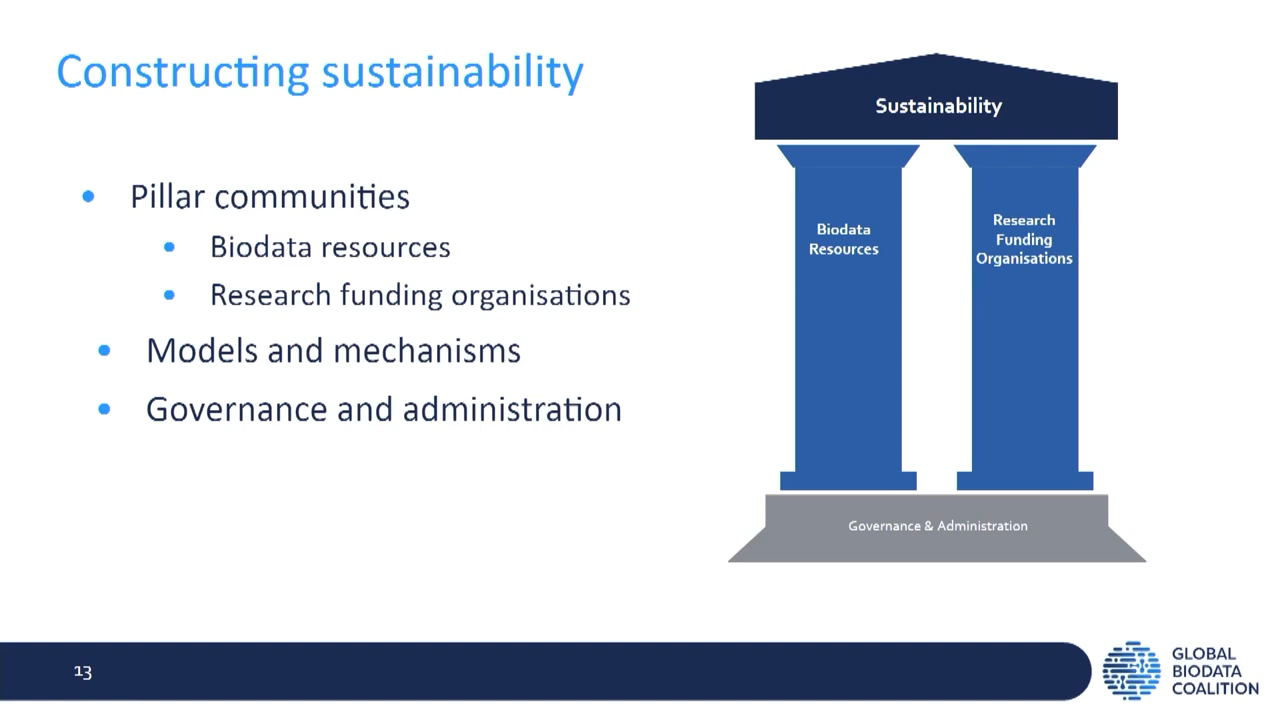 Constructing sustainability
• Pillar communities
• Biodata resources
• Research funding organisations
• Models and mechanisms
• Governance and administration
Sustainability
Biodata
Resources
Research
Funding
Organisations
Governance & Administration
13
GLOBAL
BIODATA
COALITION